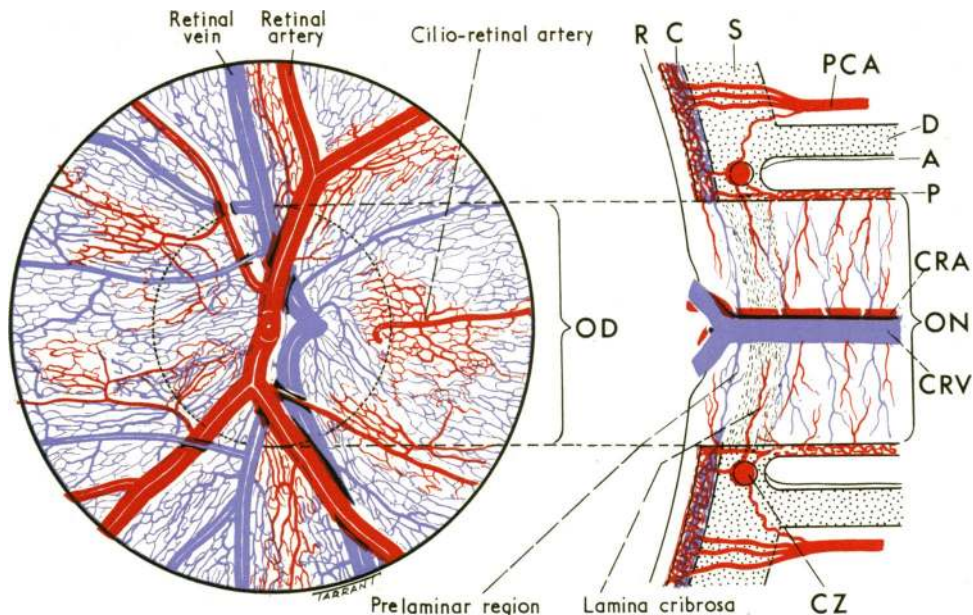 Retinal
vein
Retinal
artery
Cilio-retinal artery
R
C
S
PCA
D
A
P
CRA
OD
ON
CRV
TARRANT
Prelaminar region
Lamina cribrosa
CZ